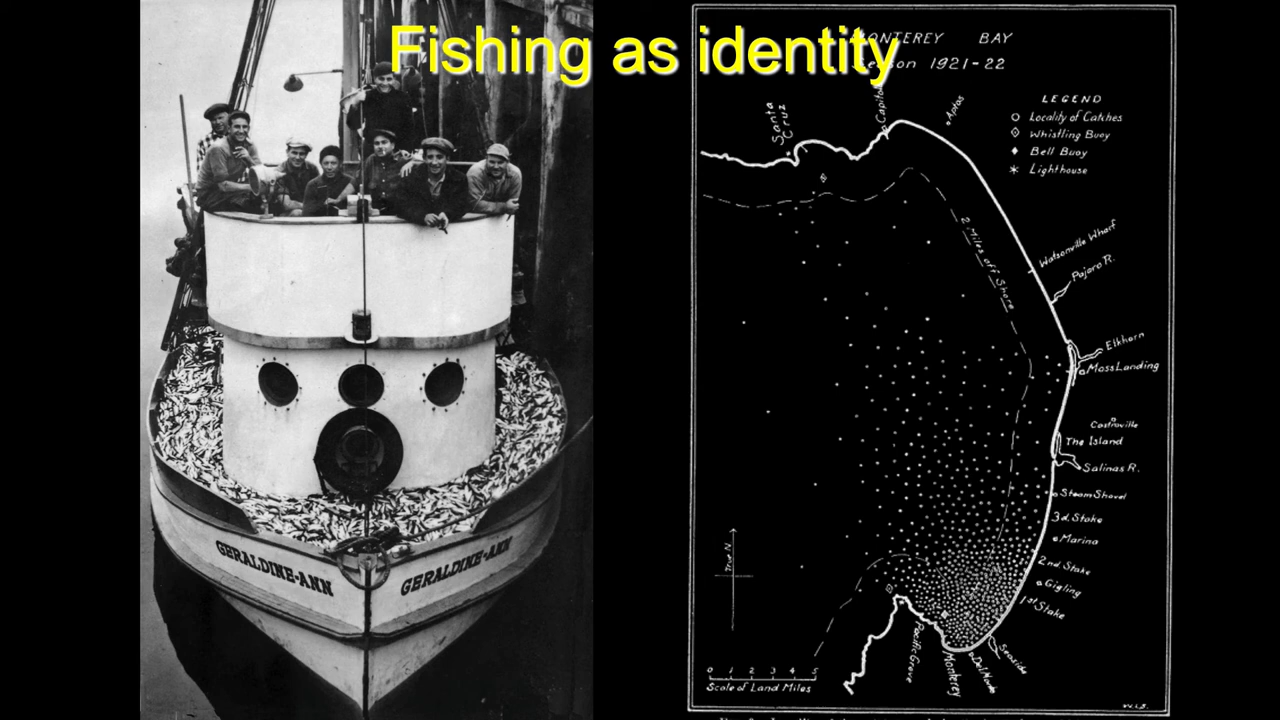 Fishing as identity
GERALDINE-ANN
GERALDINE-ANN
MONTEREY BAY
Season 1921-22
LEGEND
Locality of Catches
Whistling Buoy
Bell Buoy
Lighthouse
Santa
Cruz
Capitola
Aptos
2 Miles off Shore
Watsonville Wharf
Pajaro R.
Elkhorn
Moss Landing
Castroville
The Island
Salinas R.
Steam Shovel
3d. Stake
Marina
2nd. Stake
Gigling
1st Stake
Seaside
Del Monte
Monterey
Pacific Grove
True N.
0 1 2 3 4 5
Scale of Land Miles
W.L.S.